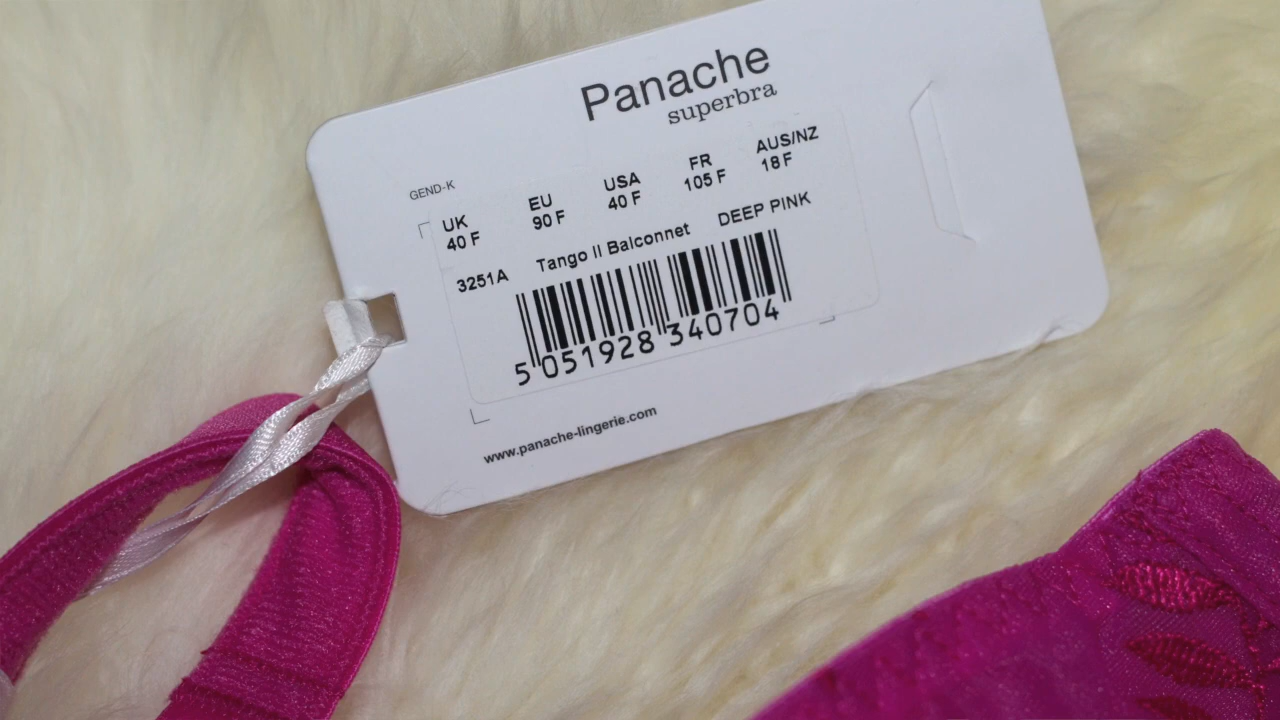 Panache
superbra
GEND-K
UK EU USA FR AUS/NZ
40 F 90 F 40 F 105 F 18 F
3251A Tango II Balconnet DEEP PINK
5 051928 340704
www.panache-lingerie.com